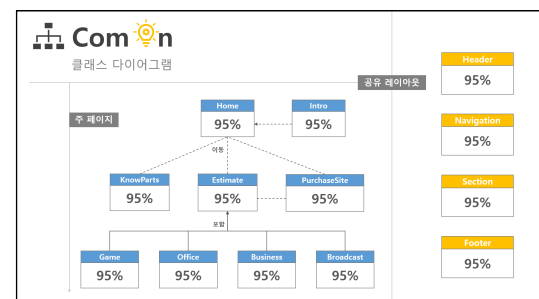 Com n
클래스 다이어그램
공유 레이아웃
주 페이지
Home
95%
Intro
95%
이동
KnowParts
95%
Estimate
95%
PurchaseSite
95%
포함
Game
95%
Office
95%
Business
95%
Broadcast
95%
Header
95%
Navigation
95%
Section
95%
Footer
95%